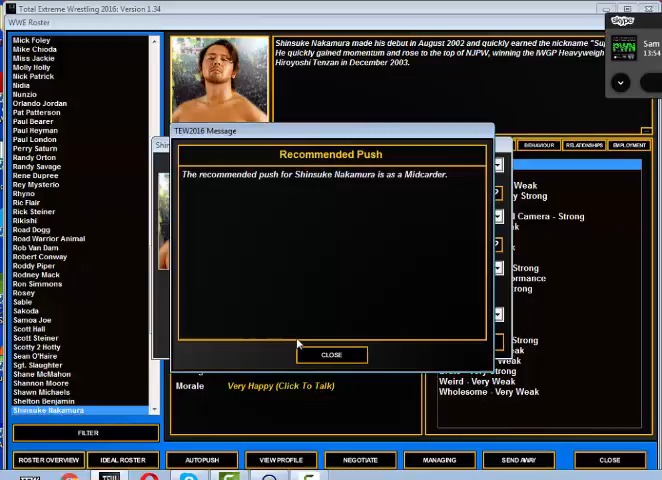 Total Extreme Wrestling 2016: Version 1.34
WWE Roster
Mick Foley
Mike Chioda
Miss Jackie
Molly Holly
Nick Patrick
Nidia
Nunzio
Orlando Jordan
Pat Patterson
Paul Bearer
Paul Heyman
Paul London
Perry Saturn
Randy Orton
Randy Savage
Rene Dupree
Rey Mysterio
Rhyno
Ric Flair
Rick Steiner
Rikishi
Road Dogg
Road Warrior Animal
Rob Van Dam
Robert Conway
Roddy Piper
Rodney Mack
Ron Simmons
Rosey
Sable
Sakoda
Samoa Joe
Scott Hall
Scott Steiner
Scotty 2 Hotty
Sean O'Haire
Sgt. Slaughter
Shane McMahon
Shannon Moore
Shawn Michaels
Shelton Benjamin
Shinsuke Nakamura
FILTER
Shinsuke Nakamura made his debut in August 2002 and quickly earned the nickname "Su
He quickly gained momentum and rose to the top of NJPW, winning the IWGP Heavyweigh
Hiroyoshi Tenzan in December 2003.
skype
PWN
Sam
13:54
BEHAVIOUR
RELATIONSHIPS
EMPLOYMENT
Shin
TEW2016 Message
Recommended Push
The recommended push for Shinsuke Nakamura is as a Midcarder.
CLOSE
Weak
y Strong
l Camera - Strong
ak
Strong
ormance
trong
Strong
eak
Weak
Weird - Very Weak
Wholesome - Very Weak
Morale Very Happy (Click To Talk)
ROSTER OVERVIEW
IDEAL ROSTER
AUTOPUSH
VIEW PROFILE
NEGOTIATE
MANAGING
SEND AWAY
CLOSE
TEW